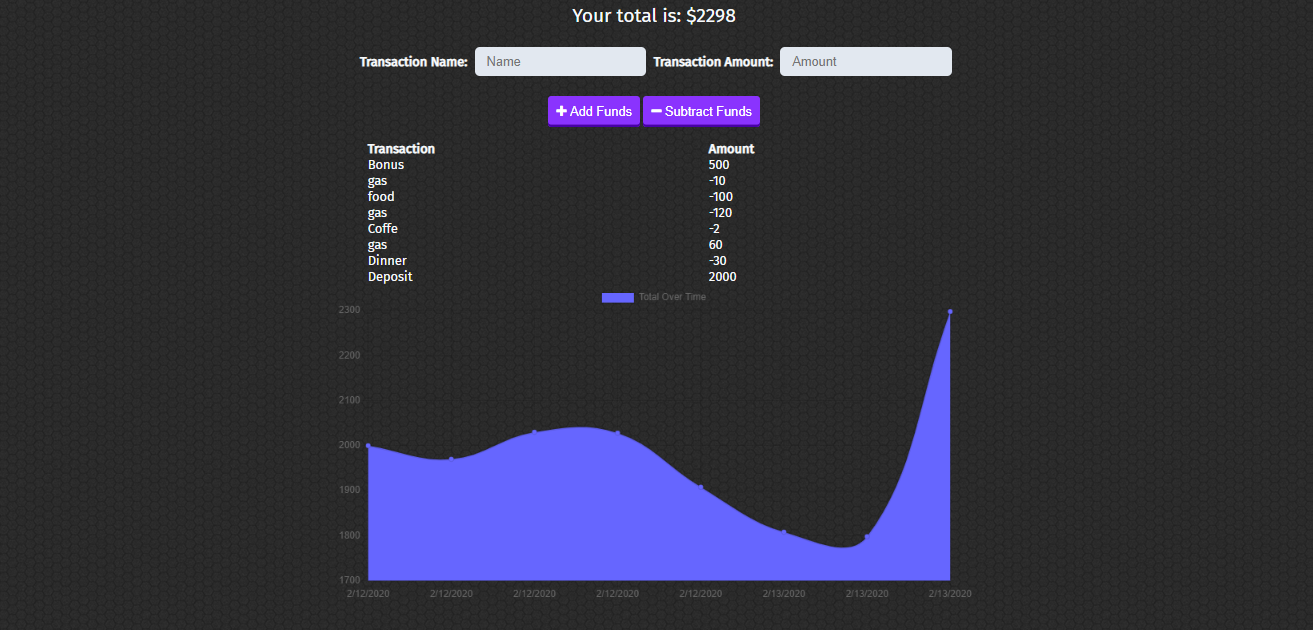 Your total is: $2298
Transaction Name: Name Transaction Amount: Amount
Add Funds Subtract Funds
Transaction Amount
Bonus 500
gas -10
food -100
gas -120
Coffe -2
gas 60
Dinner -30
Deposit 2000
Total Over Time
2300
2200
2100
2000
1900
1800
1700
2/12/2020 2/12/2020 2/12/2020 2/12/2020 2/12/2020 2/13/2020 2/13/2020 2/13/2020